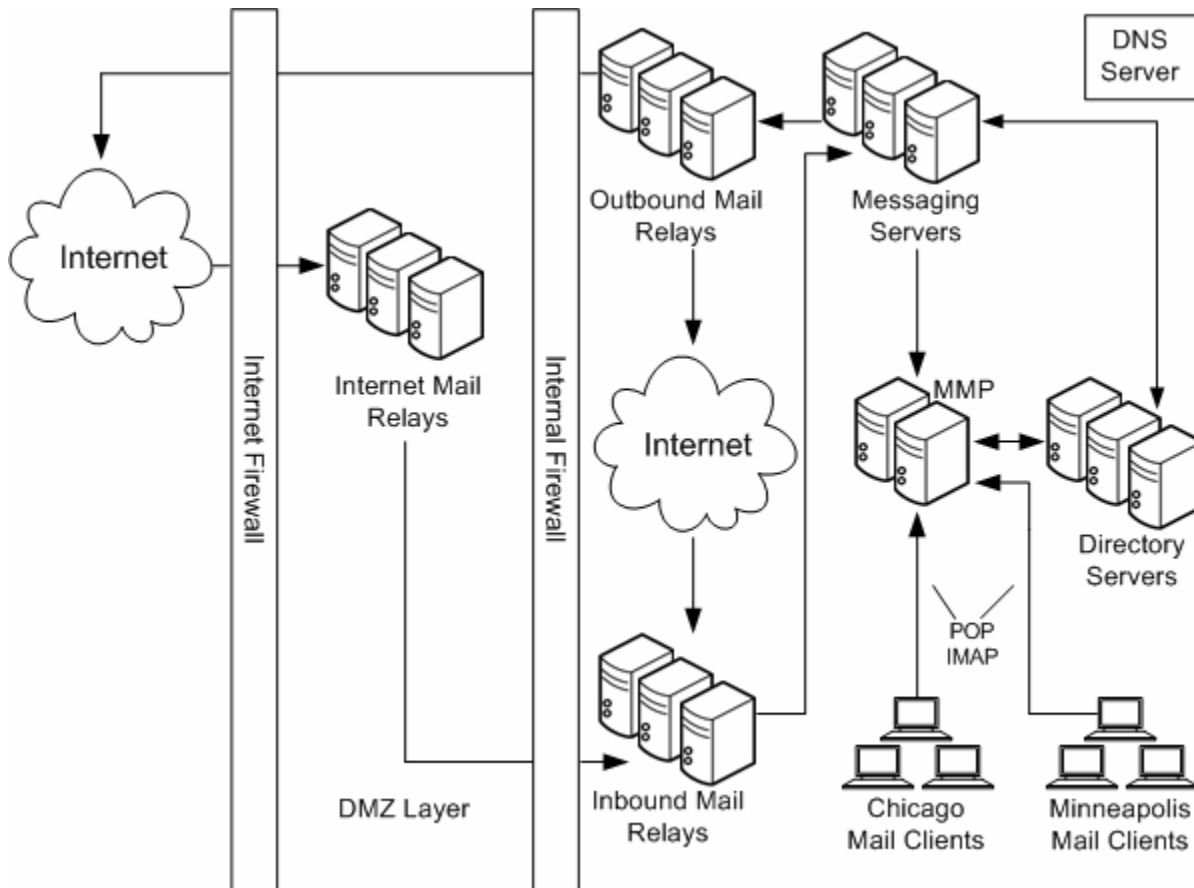 DNS
Server
Outbound Mail
Relays
Messaging
Servers
Internet
Internet Mail
Relays
Internet Firewall
Internal Firewall
MMP
Internet
Directory
Servers
POP
IMAP
DMZ Layer
Inbound Mail
Relays
Chicago
Mail Clients
Minneapolis
Mail Clients